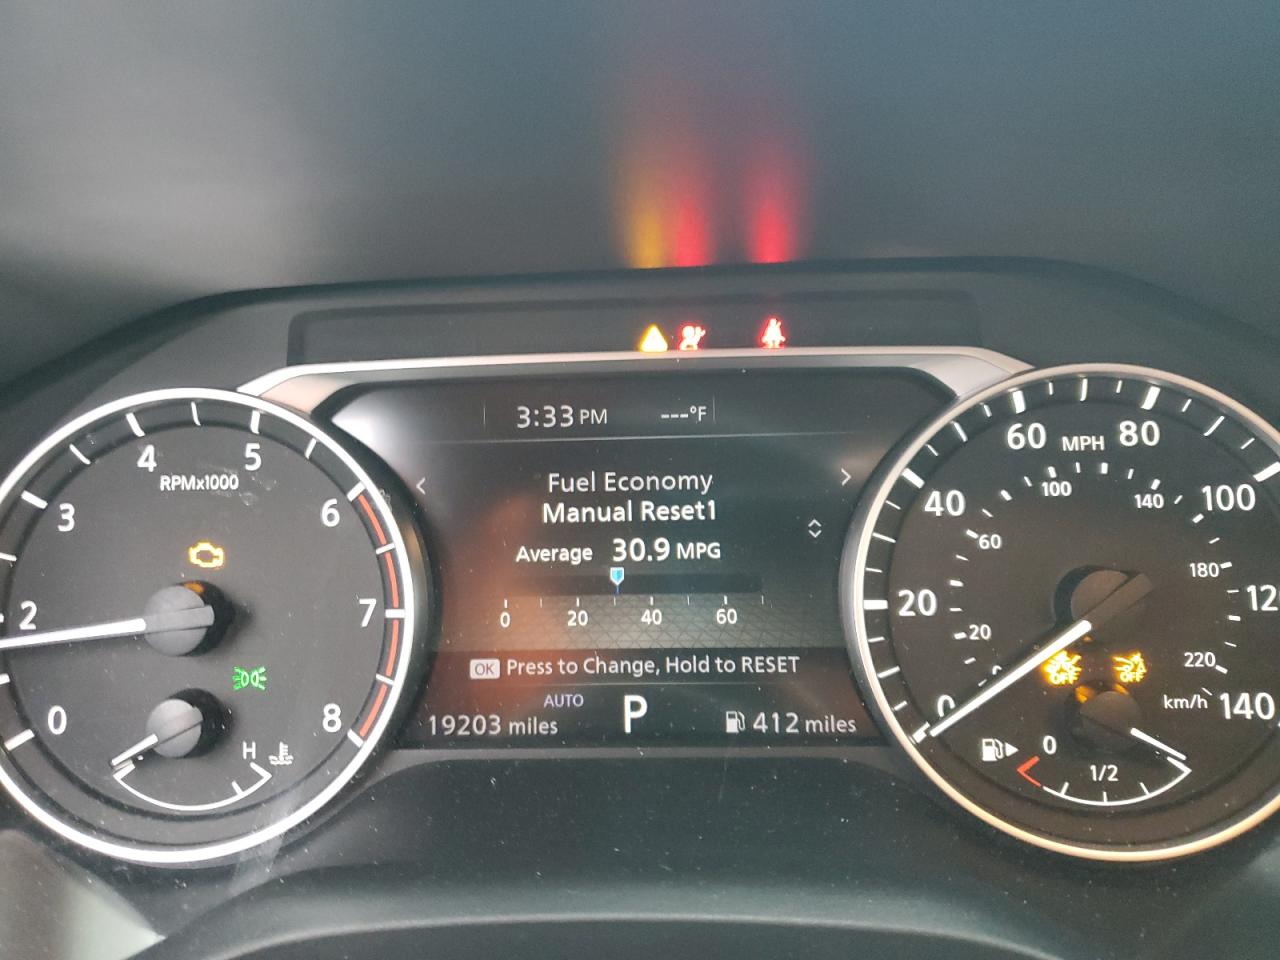 3:33 PM ---°F
Fuel Economy
Manual Reset1
Average 30.9 MPG
0 20 40 60
OK Press to Change, Hold to RESET
AUTO
19203 miles P 412 miles
0 2 3 4 5 6 7 8
RPMx1000
H
0 20 40 60 80 100 12 140
MPH
20 60 100 140 180 220
km/h
OFF OFF
0 1/2